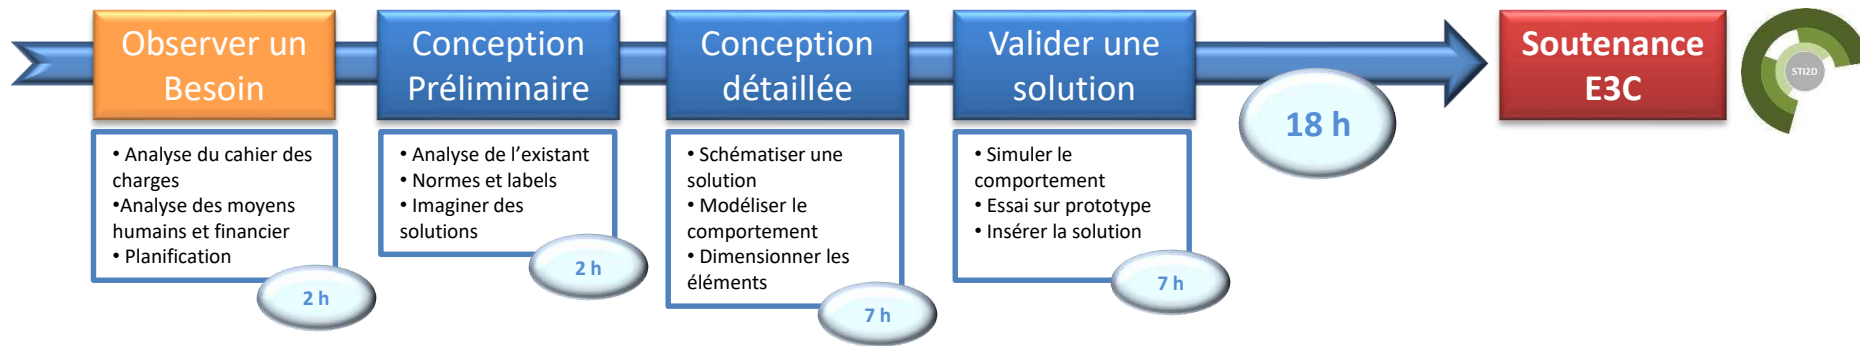 Observer un
Besoin
• Analyse du cahier des
charges
•Analyse des moyens
humains et financier
• Planification
2 h
Conception
Préliminaire
• Analyse de l’existant
• Normes et labels
• Imaginer des
solutions
2 h
Conception
détaillée
• Schématiser une
solution
• Modéliser le
comportement
• Dimensionner les
éléments
7 h
Valider une
solution
• Simuler le
comportement
• Essai sur prototype
• Insérer la solution
7 h
18 h
Soutenance
E3C
STI2D